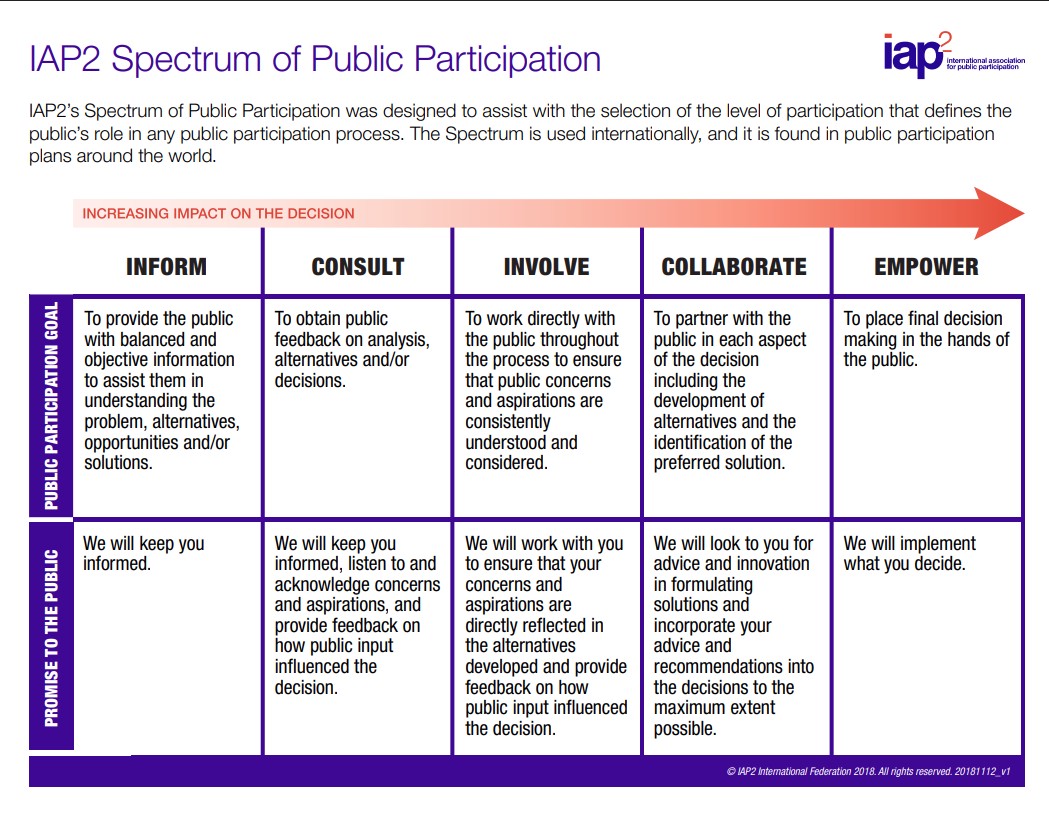 IAP2 Spectrum of Public Participation
iap2
international association
for public participation
IAP2's Spectrum of Public Participation was designed to assist with the selection of the level of participation that defines the
public's role in any public participation process. The Spectrum is used internationally, and it is found in public participation
plans around the world.
INCREASING IMPACT ON THE DECISION
INFORM
CONSULT
INVOLVE
COLLABORATE
EMPOWER
PUBLIC PARTICIPATION GOAL
To provide the public
with balanced and
objective information
to assist them in
understanding the
problem, alternatives,
opportunities and/or
solutions.
To obtain public
feedback on analysis,
alternatives and/or
decisions.
To work directly with
the public throughout
the process to ensure
that public concerns
and aspirations are
consistently
understood and
considered.
To partner with the
public in each aspect
of the decision
including the
development of
alternatives and the
identification of the
preferred solution.
To place final decision
making in the hands of
the public.
PROMISE TO THE PUBLIC
We will keep you
informed.
We will keep you
informed, listen to and
acknowledge concerns
and aspirations, and
provide feedback on
how public input
influenced the
decision.
We will work with you
to ensure that your
concerns and
aspirations are
directly reflected in
the alternatives
developed and provide
feedback on how
public input influenced
the decision.
We will look to you for
advice and innovation
in formulating
solutions and
incorporate your
advice and
recommendations into
the decisions to the
maximum extent
possible.
We will implement
what you decide.
© IAP2 International Federation 2018. All rights reserved. 20181112_v1